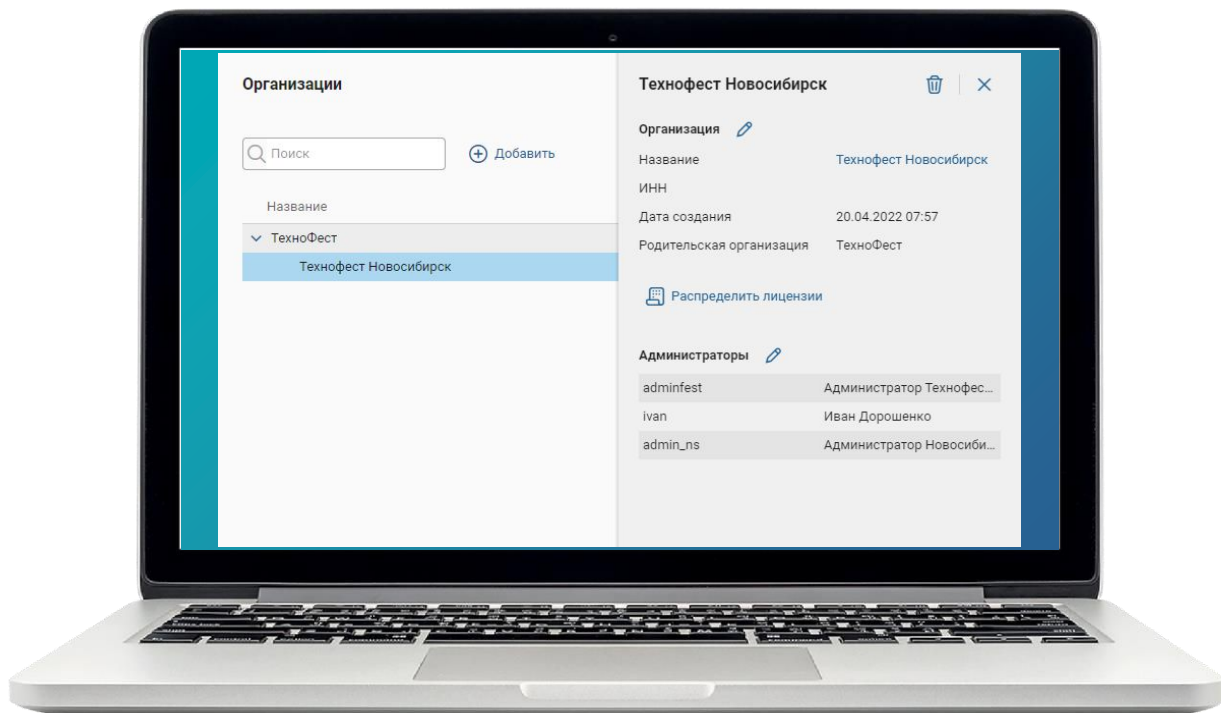 Организации
Поиск
Добавить
Название
ТехноФест
Технофест Новосибирск
Технофест Новосибирск
Организация
Название Технофест Новосибирск
ИНН
Дата создания 20.04.2022 07:57
Родительская организация ТехноФест
Распределить лицензии
Администраторы
adminfest Администратор Технофес...
ivan Иван Дорошенко
admin_ns Администратор Новосиби...